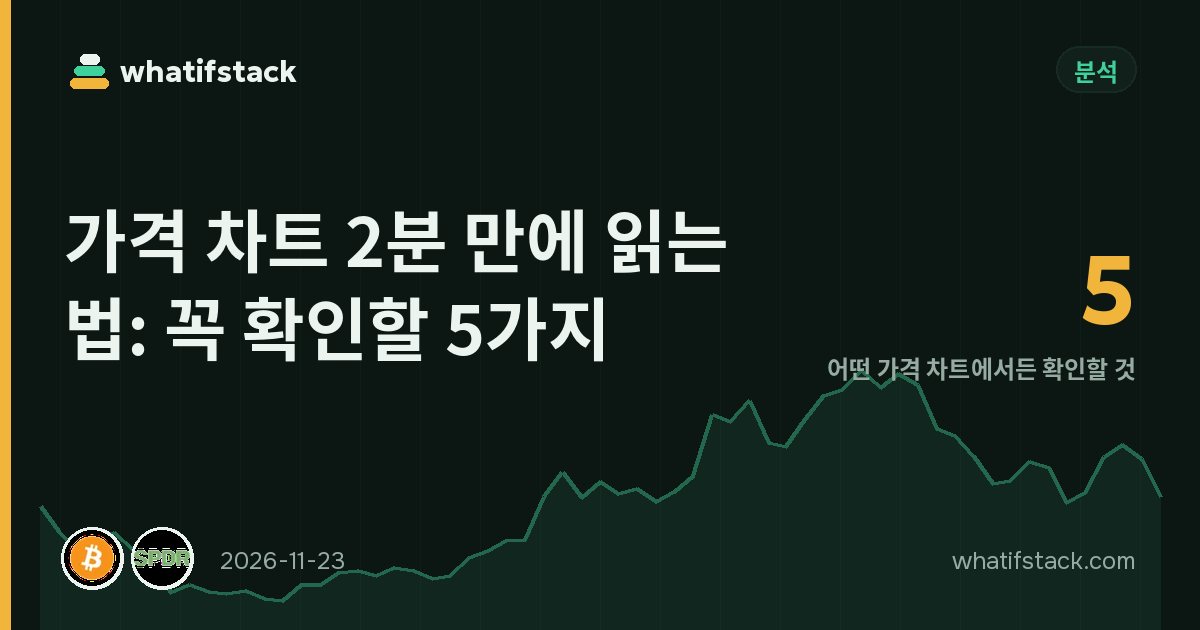 whatifstack
분석
가격 차트 2분 만에 읽는
법: 꼭 확인할 5가지
5
어떤 가격 차트에서든 확인할 것
SPDR
2026-11-23
whatifstack.com